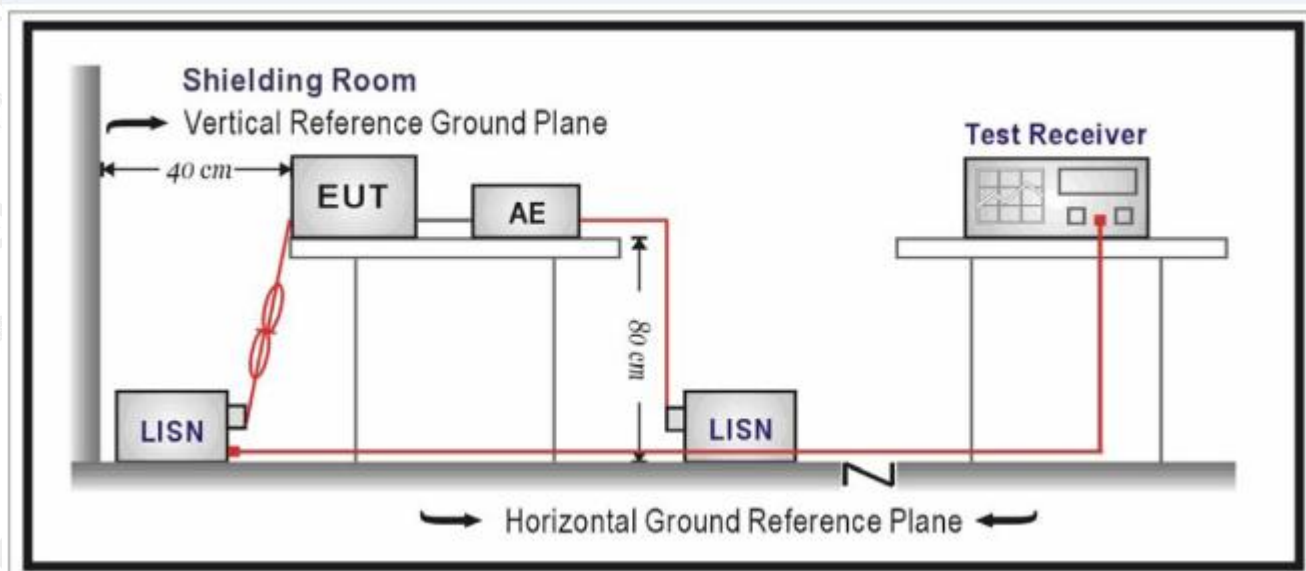 Shielding Room
Vertical Reference Ground Plane
Test Receiver
40 cm
EUT
AE
80 cm
LISN
LISN
Horizontal Ground Reference Plane